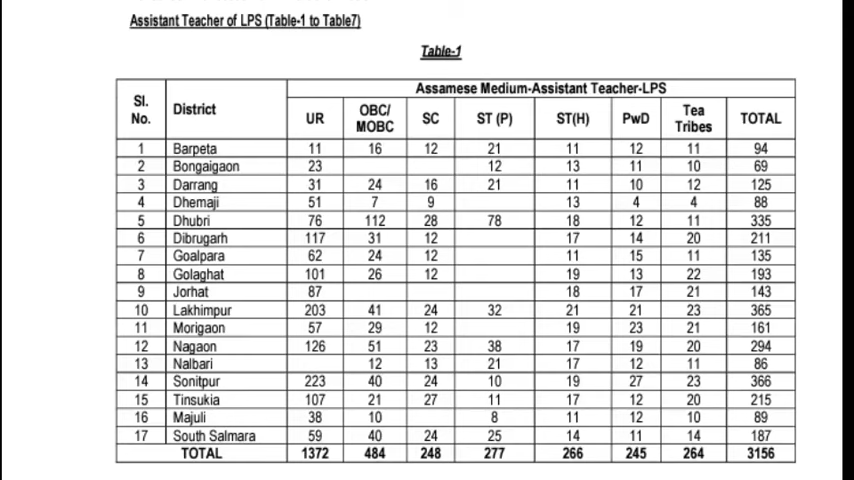 Assistant Teacher of LPS (Table-1 to Table7)
Table-1
Sl. No. District Assamese Medium-Assistant Teacher-LPS
UR OBC/ MOBC SC ST (P) ST(H) PwD Tea Tribes TOTAL
1 Barpeta 11 16 12 21 11 12 11 94
2 Bongaigaon 23 12 13 11 10 69
3 Darrang 31 24 16 21 11 10 12 125
4 Dhemaji 51 7 9 13 4 4 88
5 Dhubri 76 112 28 78 18 12 11 335
6 Dibrugarh 117 31 12 17 14 20 211
7 Goalpara 62 24 12 11 15 11 135
8 Golaghat 101 26 12 19 13 22 193
9 Jorhat 87 18 17 21 143
10 Lakhimpur 203 41 24 32 21 21 23 365
11 Morigaon 57 29 12 19 23 21 161
12 Nagaon 126 51 23 38 17 19 20 294
13 Nalbari 12 13 21 17 12 11 86
14 Sonitpur 223 40 24 10 19 27 23 366
15 Tinsukia 107 21 27 11 17 12 20 215
16 Majuli 38 10 8 11 12 10 89
17 South Salmara 59 40 24 25 14 11 14 187
TOTAL 1372 484 248 277 266 245 264 3156